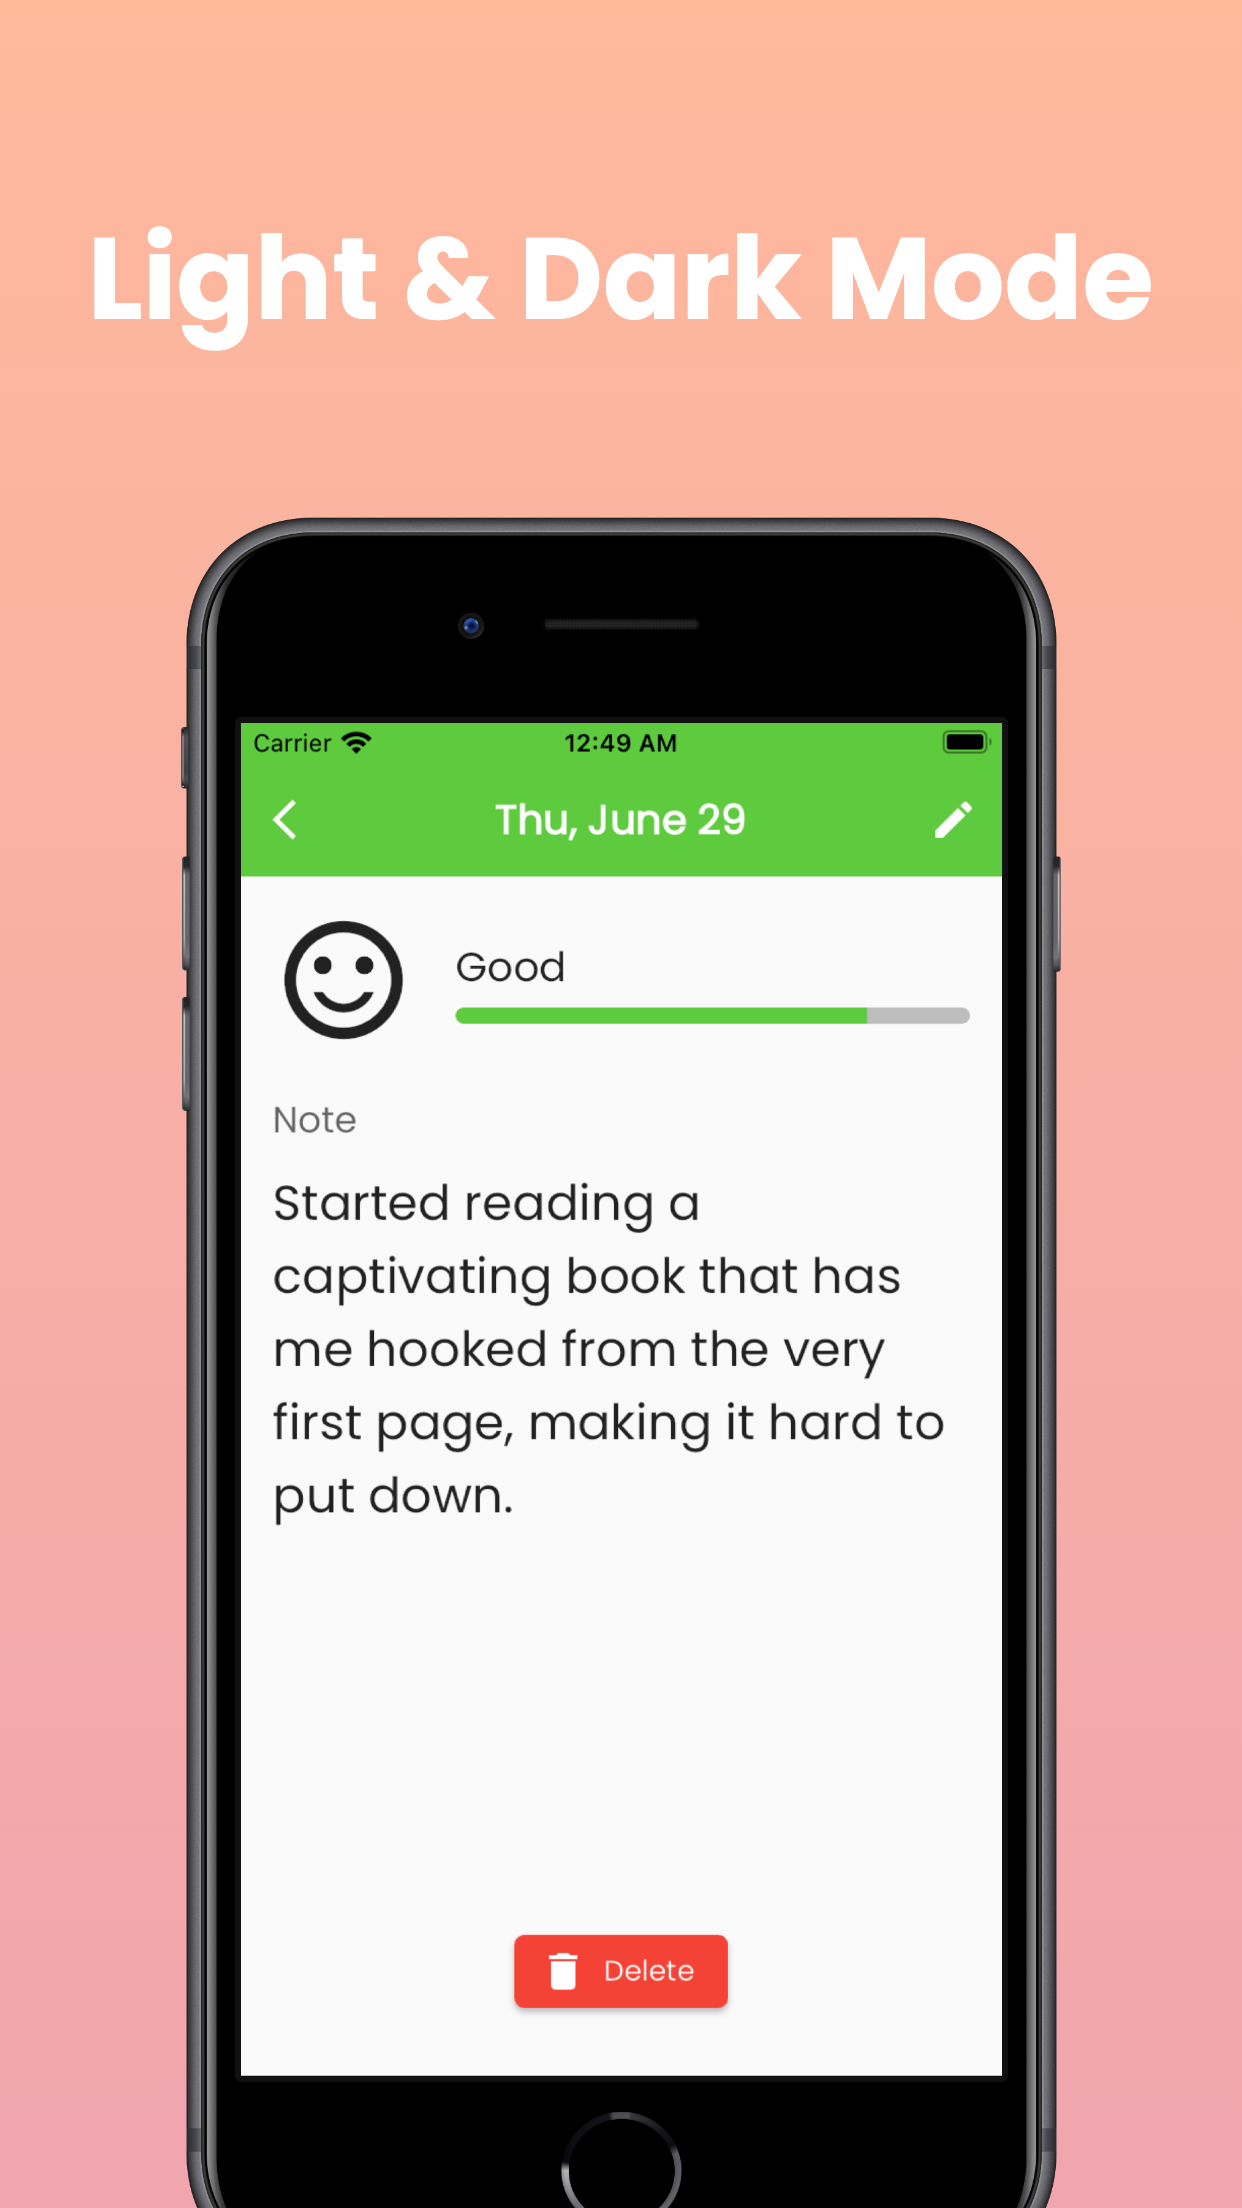 Light & Dark Mode
Carrier 12:49 AM
Thu, June 29
Good
Note
Started reading a
captivating book that has
me hooked from the very
first page, making it hard to
put down.
Delete